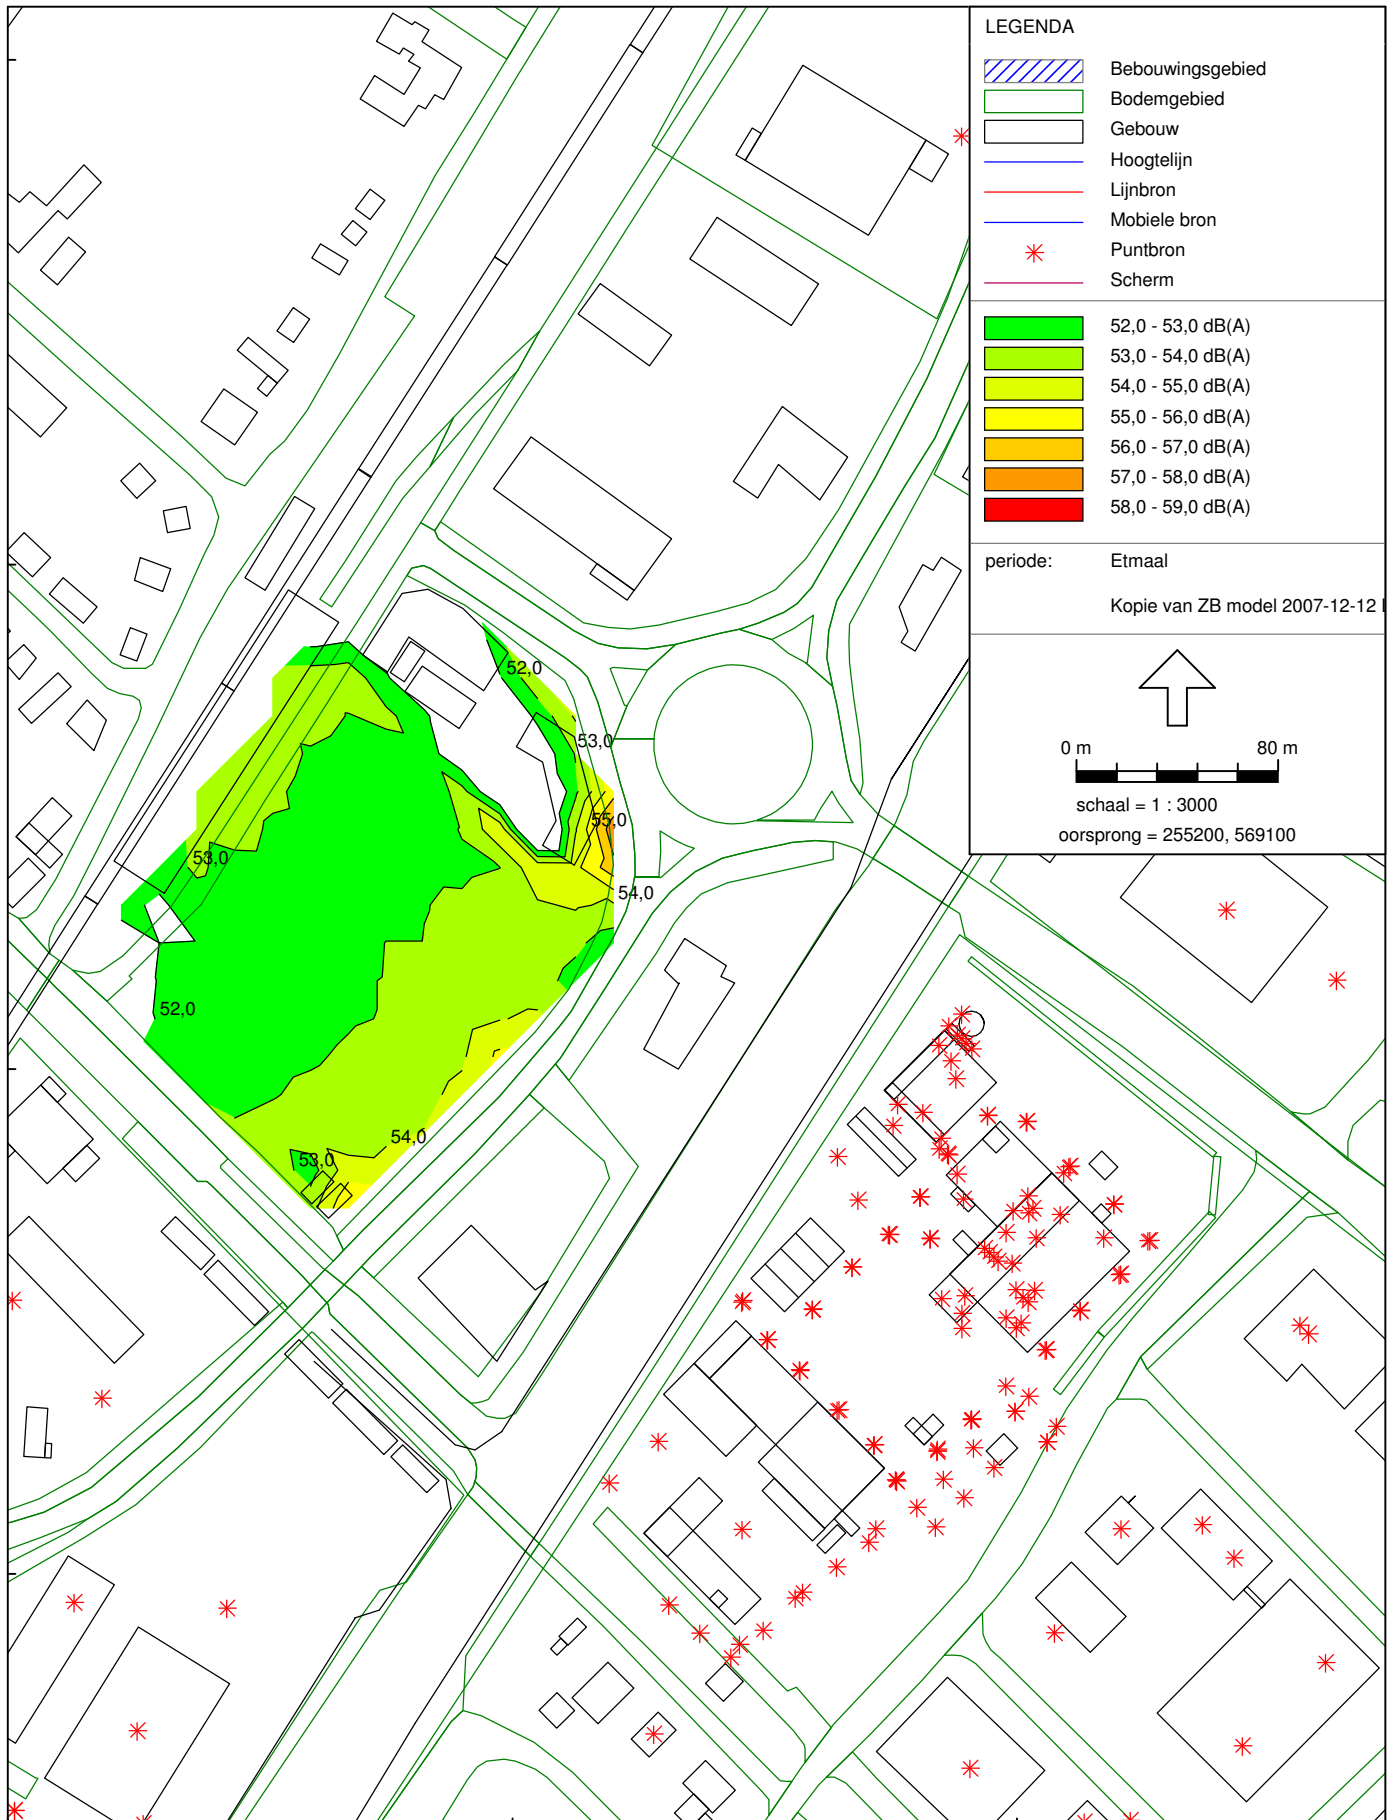 LEGENDA
Bebouwingsgebied
Bodemgebied
Gebouw
Hoogtelijn
Lijnbron
Mobiele bron
Puntbron
Scherm
52,0 - 53,0 dB(A)
53,0 - 54,0 dB(A)
54,0 - 55,0 dB(A)
55,0 - 56,0 dB(A)
56,0 - 57,0 dB(A)
57,0 - 58,0 dB(A)
58,0 - 59,0 dB(A)
periode: Etmaal
Kopie van ZB model 2007-12-12
0 m 80 m
schaal = 1 : 3000
oorsprong = 255200, 569100
52,0
53,0
55,0
53,0
54,0
52,0
54,0
53,0